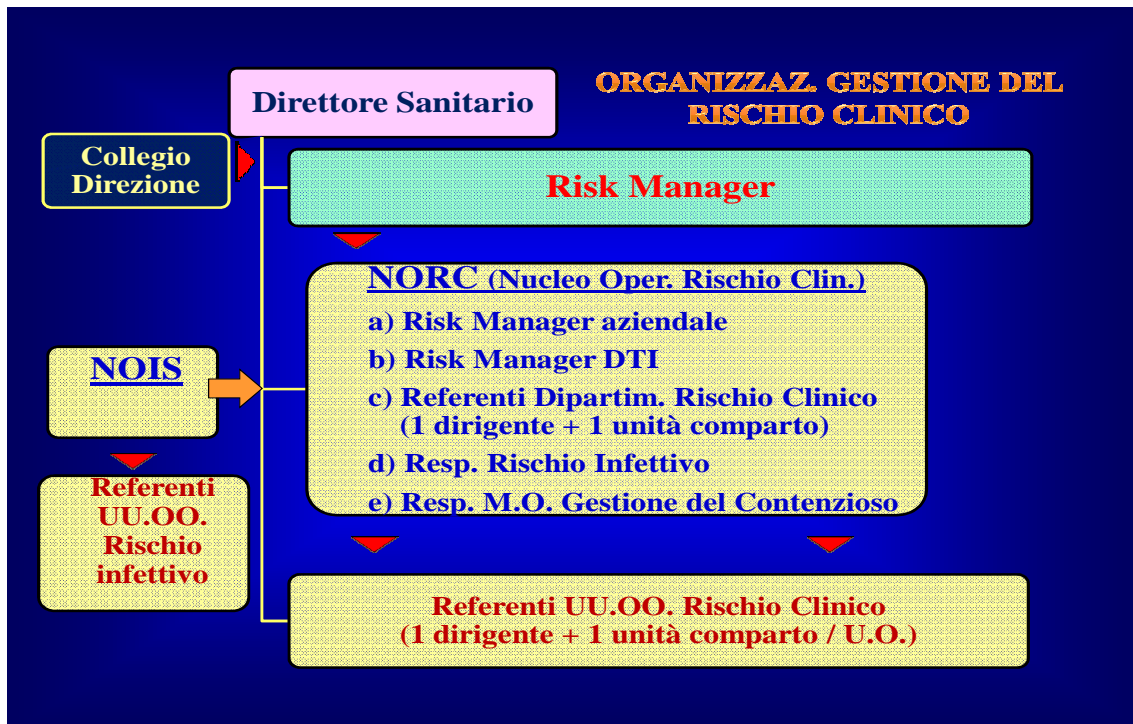 ORGANIZZAZ. GESTIONE DEL
RISCHIO CLINICO
Direttore Sanitario
Collegio
Direzione
Risk Manager
NORC (Nucleo Oper. Rischio Clin.)
a) Risk Manager aziendale
b) Risk Manager DTI
c) Referenti Dipartim. Rischio Clinico
(1 dirigente + 1 unità comparto)
d) Resp. Rischio Infettivo
e) Resp. M.O. Gestione del Contenzioso
NOIS
Referenti
UU.OO.
Rischio
infettivo
Referenti UU.OO. Rischio Clinico
(1 dirigente + 1 unità comparto / U.O.)